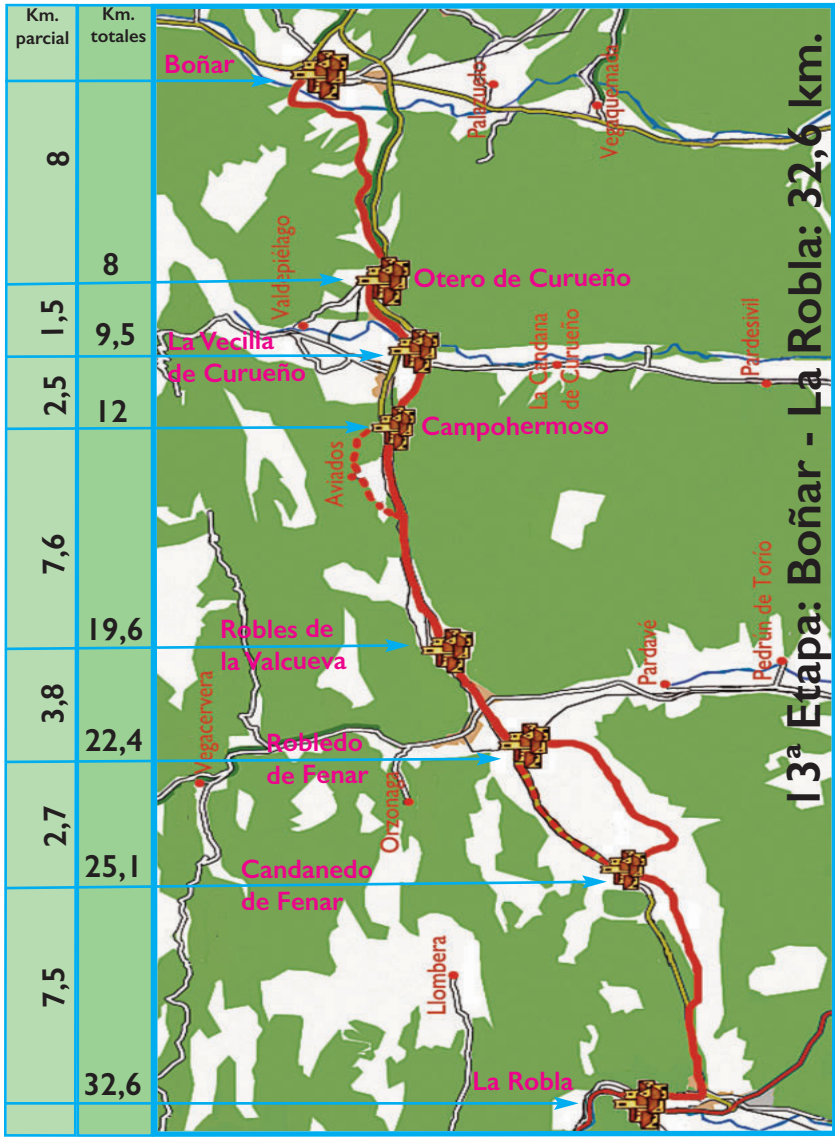 Km.
parcial
Km.
totales
Boñar
Palazuelo
Vegaquemada
8
8
Otero de Curueño
Valdepiélago
1,5
9,5
La Vecilla
de Curueño
La Candana
de Curueño
Pardesivil
2,5
12
Campohermoso
Aviados
7,6
19,6
Robles de
la Valcueva
Pardavé
Pedrún de Torío
3,8
22,4
Vegacervera
Robledo
de Fenar
Orzonaga
2,7
25,1
Candanedo
de Fenar
Llombera
7,5
32,6
La Robla
13ª Etapa: Boñar - La Robla: 32,6 km.